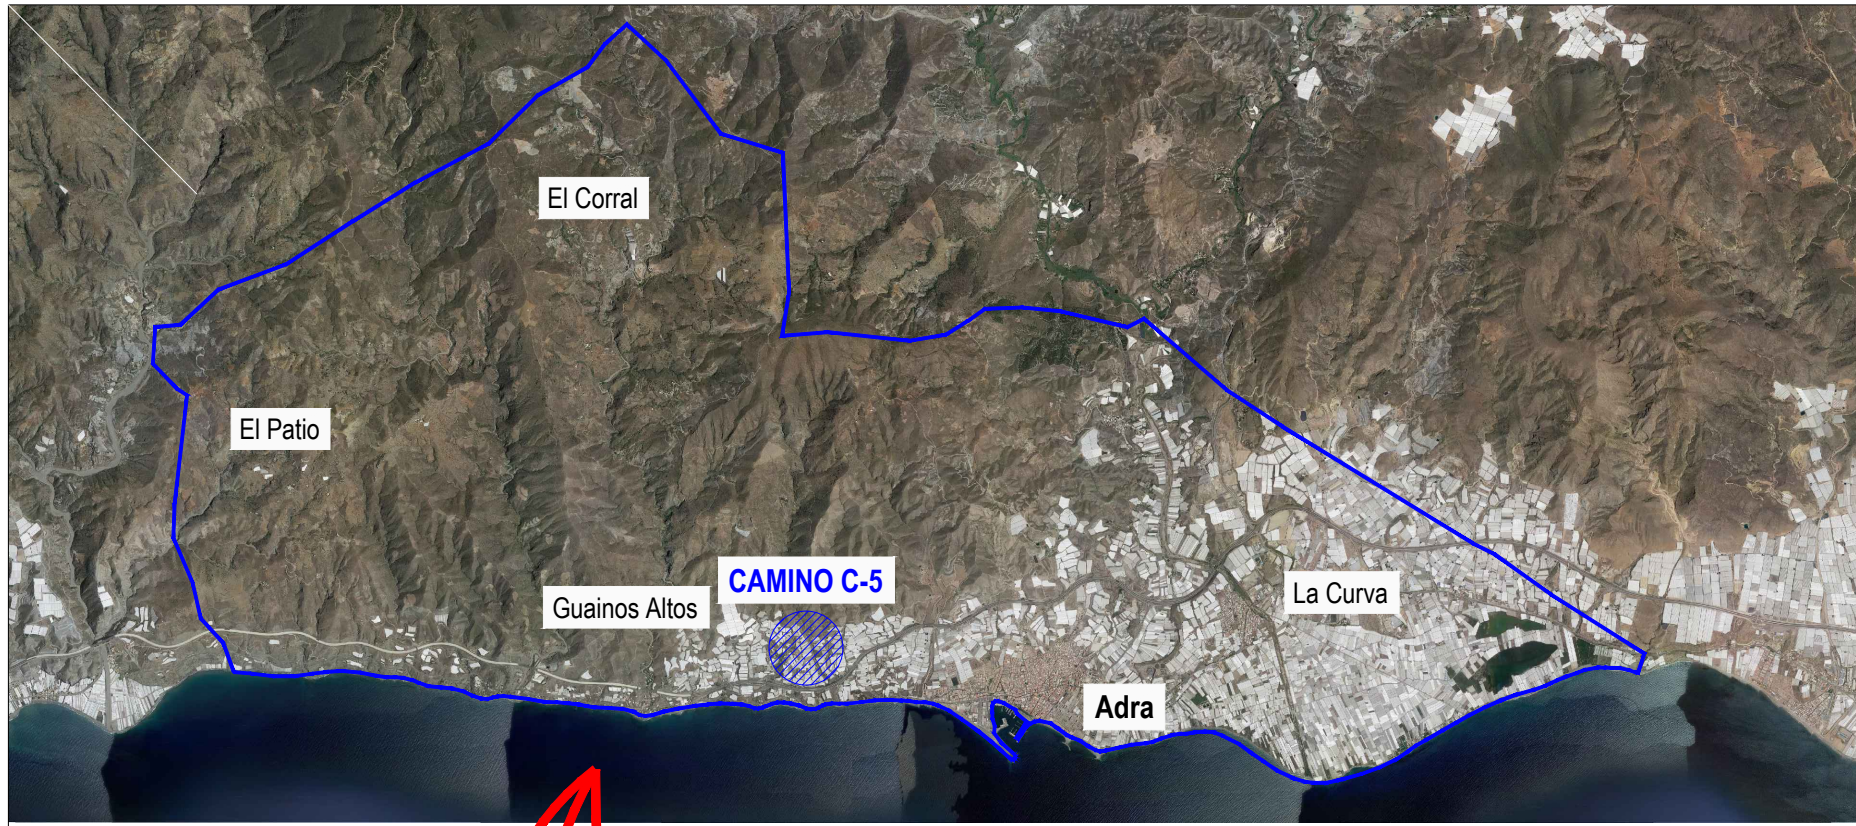 El Corral
El Patio
CAMINO C-5
Guainos Altos
La Curva
Adra